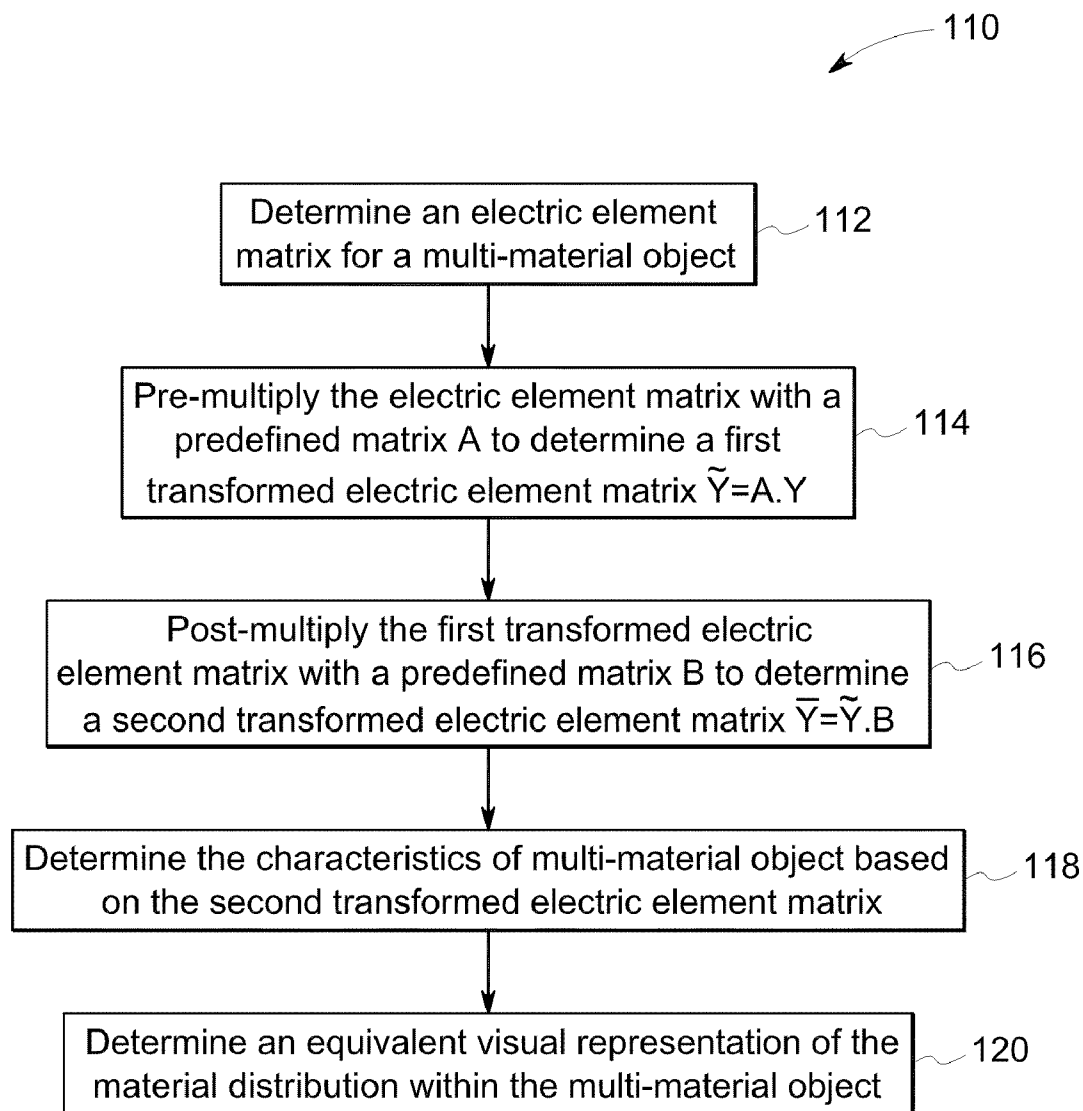 110
Determine an electric element
matrix for a multi-material object
112
Pre-multiply the electric element matrix with a
predefined matrix A to determine a first
transformed electric element matrix Ỹ=A.Y
114
Post-multiply the first transformed electric
element matrix with a predefined matrix B to determine
a second transformed electric element matrix Y̅=Ỹ.B
116
Determine the characteristics of multi-material object based
on the second transformed electric element matrix
118
Determine an equivalent visual representation of the
material distribution within the multi-material object
120